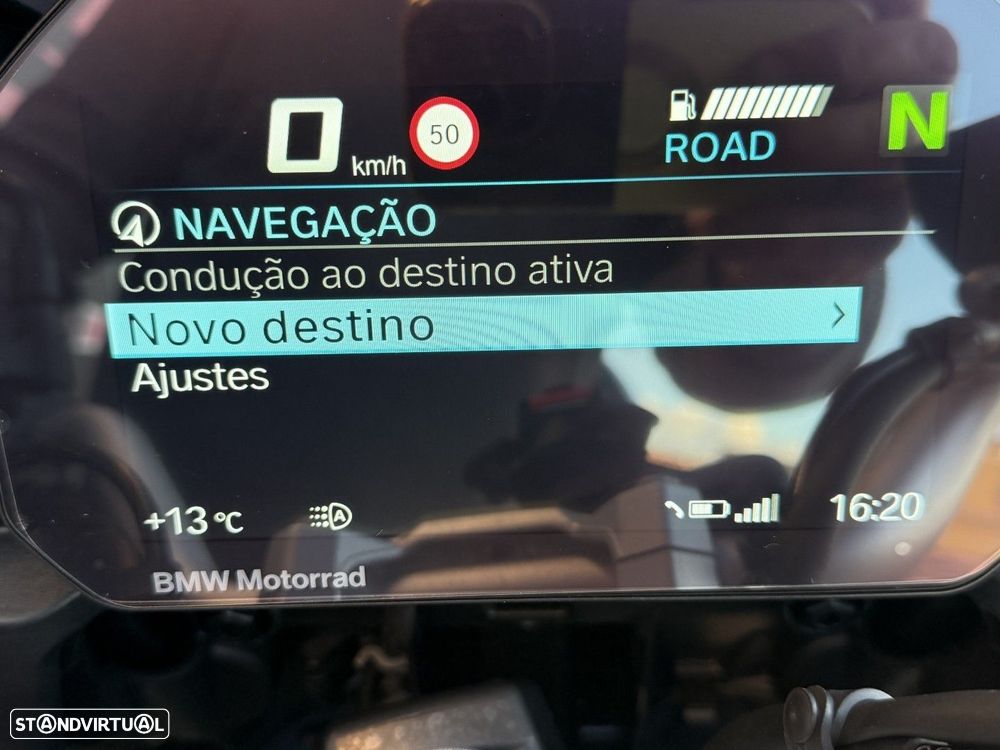 0 km/h 50
ROAD N
NAVEGAÇÃO
Condução ao destino ativa
Novo destino
Ajustes
+13 °C A 16:20
BMW Motorrad
STANDVIRTUAL